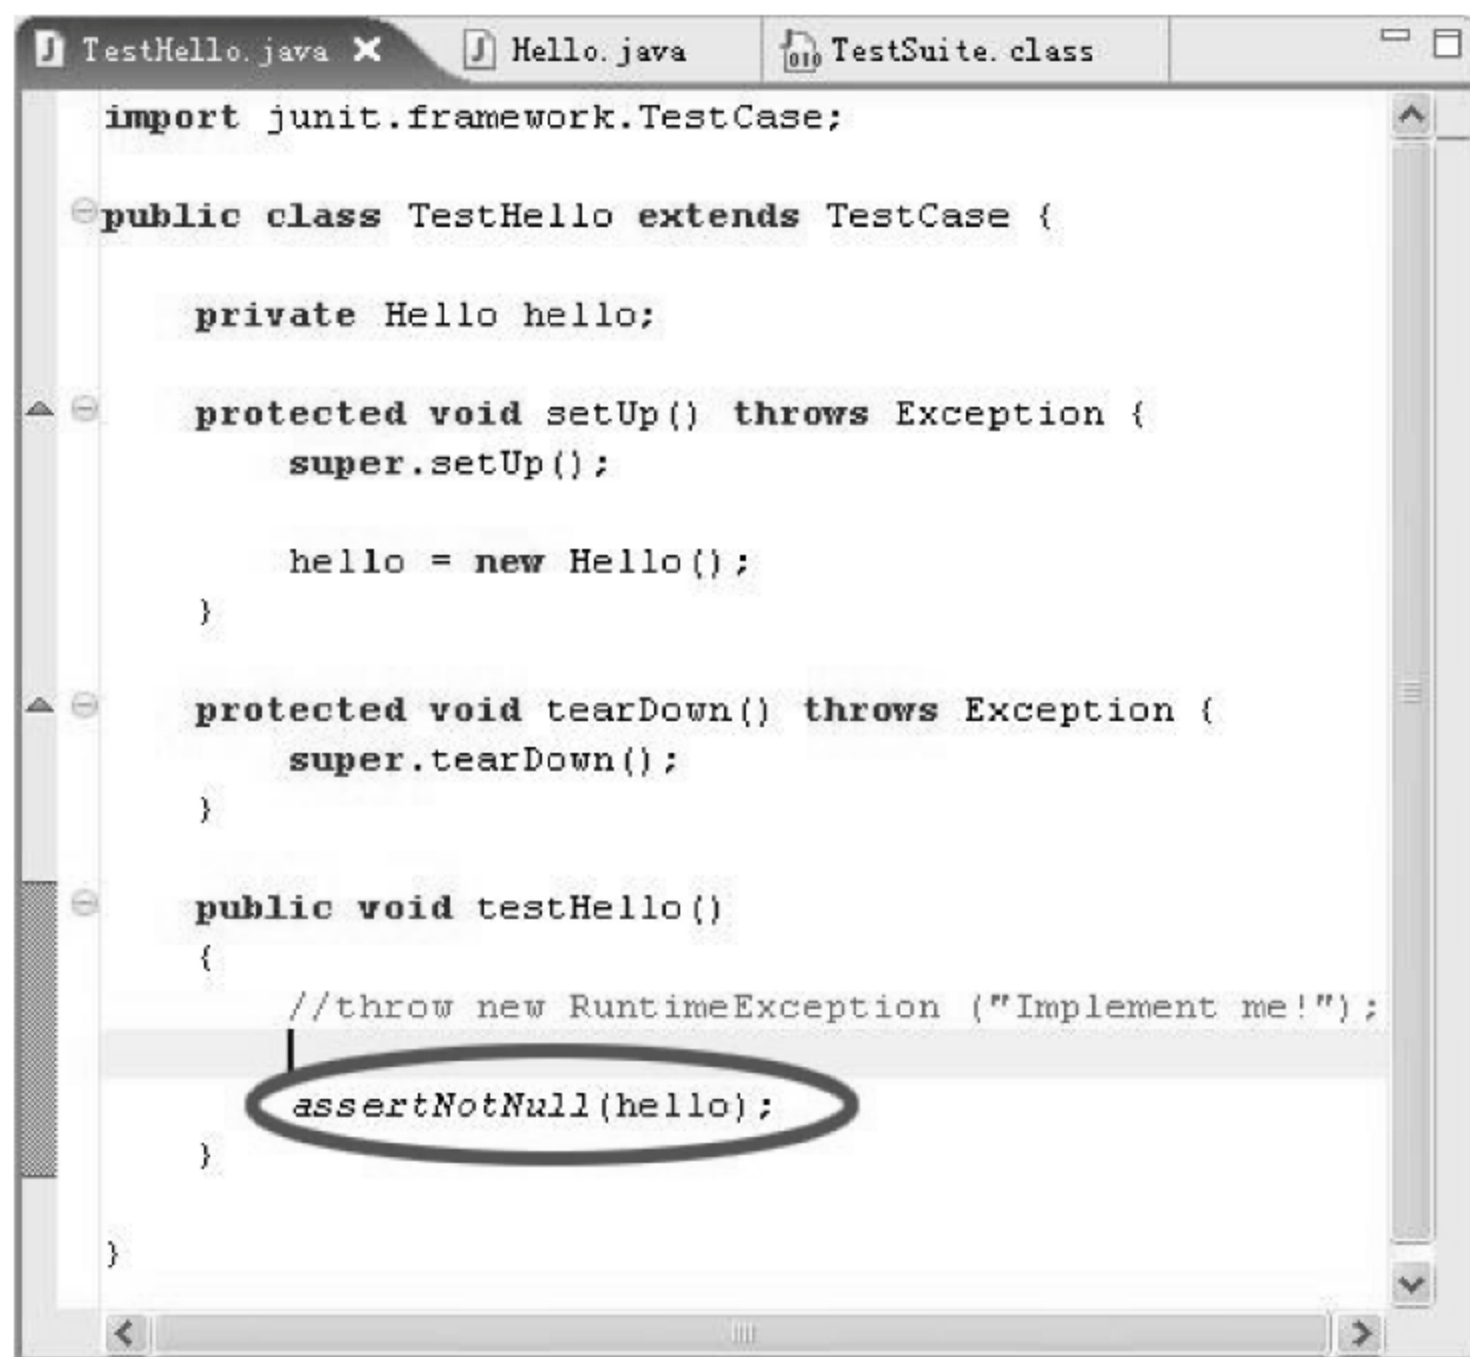 TestHello.java Hello.java TestSuite.class
import junit.framework.TestCase;
public class TestHello extends TestCase {
private Hello hello;
protected void setUp() throws Exception {
super.setUp();
hello = new Hello();
}
protected void tearDown() throws Exception {
super.tearDown();
}
public void testHello()
{
//throw new RuntimeException ("Implement me!");
assertNotNull(hello);
}
}